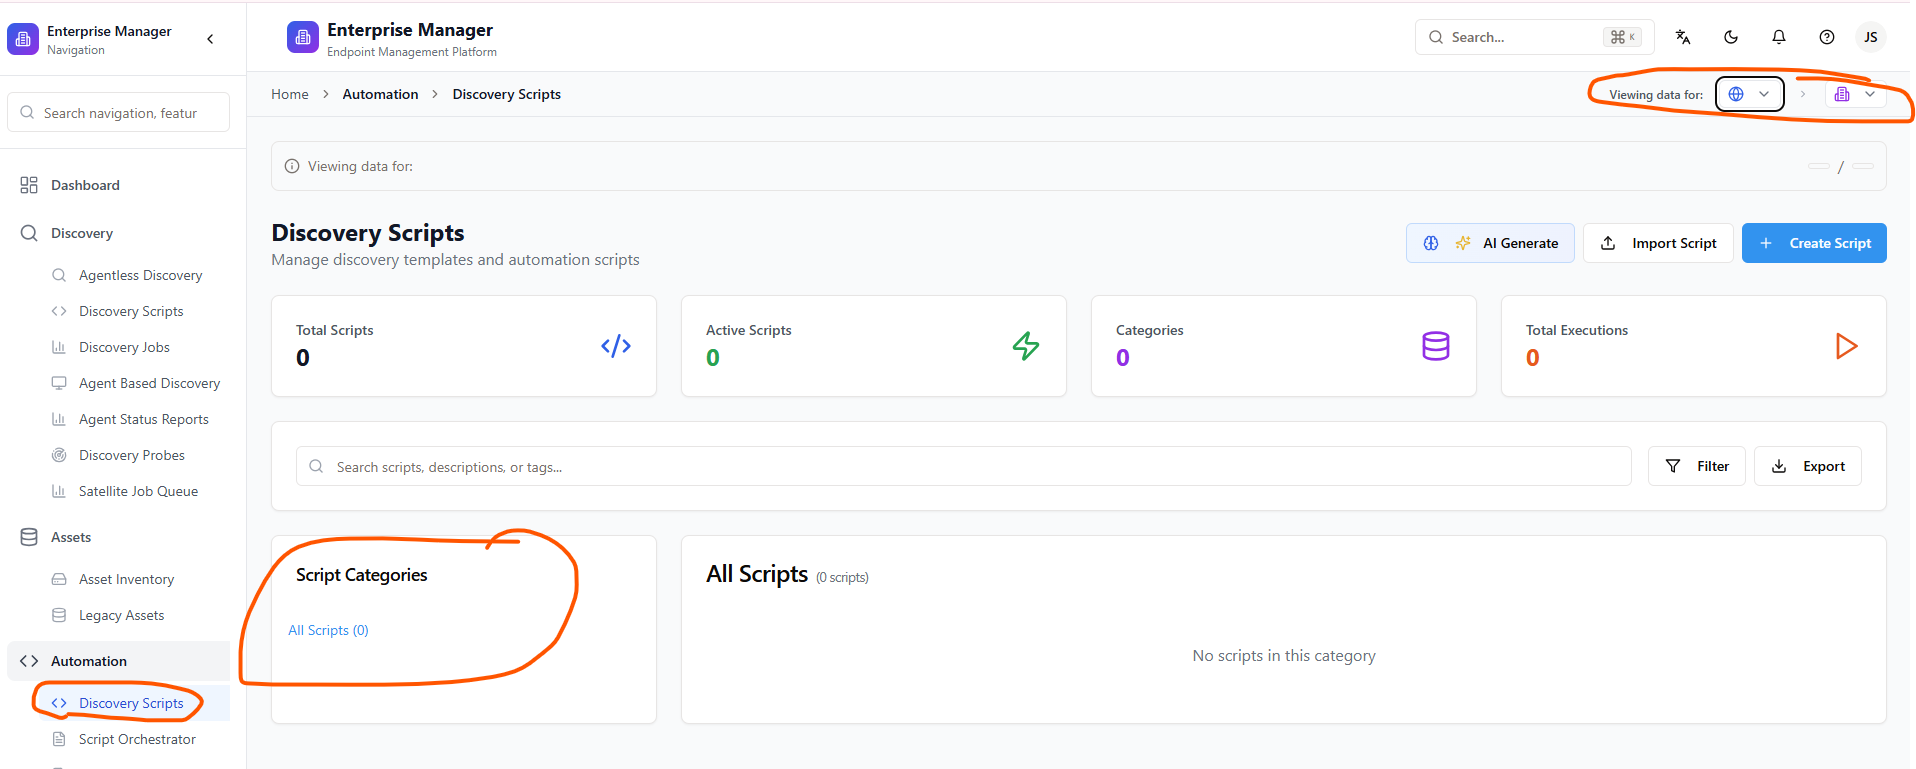 Enterprise Manager
Navigation
Search navigation, featur
Dashboard
Discovery
Agentless Discovery
Discovery Scripts
Discovery Jobs
Agent Based Discovery
Agent Status Reports
Discovery Probes
Satellite Job Queue
Assets
Asset Inventory
Legacy Assets
Automation
Discovery Scripts
Script Orchestrator
Enterprise Manager
Endpoint Management Platform
Search... ⌘ K
JS
Home > Automation > Discovery Scripts
Viewing data for:
Viewing data for:
/
Discovery Scripts
Manage discovery templates and automation scripts
AI Generate
Import Script
+ Create Script
Total Scripts
0
Active Scripts
0
Categories
0
Total Executions
0
Search scripts, descriptions, or tags...
Filter
Export
Script Categories
All Scripts (0)
All Scripts (0 scripts)
No scripts in this category